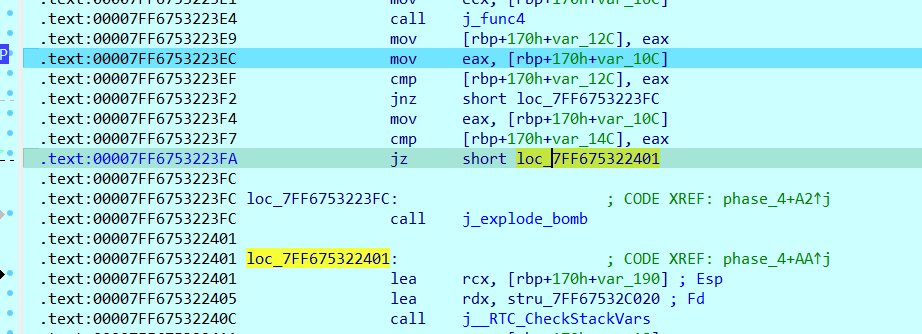 .text:00007FF6753223E1 mov ecx, [rbp+170h+var_10C]
.text:00007FF6753223E4 call j_func4
.text:00007FF6753223E9 mov [rbp+170h+var_12C], eax
P .text:00007FF6753223EC mov eax, [rbp+170h+var_10C]
.text:00007FF6753223EF cmp [rbp+170h+var_12C], eax
.text:00007FF6753223F2 jnz short loc_7FF6753223FC
.text:00007FF6753223F4 mov eax, [rbp+170h+var_10C]
.text:00007FF6753223F7 cmp [rbp+170h+var_14C], eax
.text:00007FF6753223FA jz short loc_7FF675322401
.text:00007FF6753223FC
.text:00007FF6753223FC loc_7FF6753223FC: ; CODE XREF: phase_4+A2↑j
.text:00007FF6753223FC call j_explode_bomb
.text:00007FF675322401
.text:00007FF675322401 loc_7FF675322401: ; CODE XREF: phase_4+AA↑j
.text:00007FF675322401 lea rcx, [rbp+170h+var_190] ; Esp
.text:00007FF675322405 lea rdx, stru_7FF67532C020 ; Fd
.text:00007FF67532240C call j__RTC_CheckStackVars